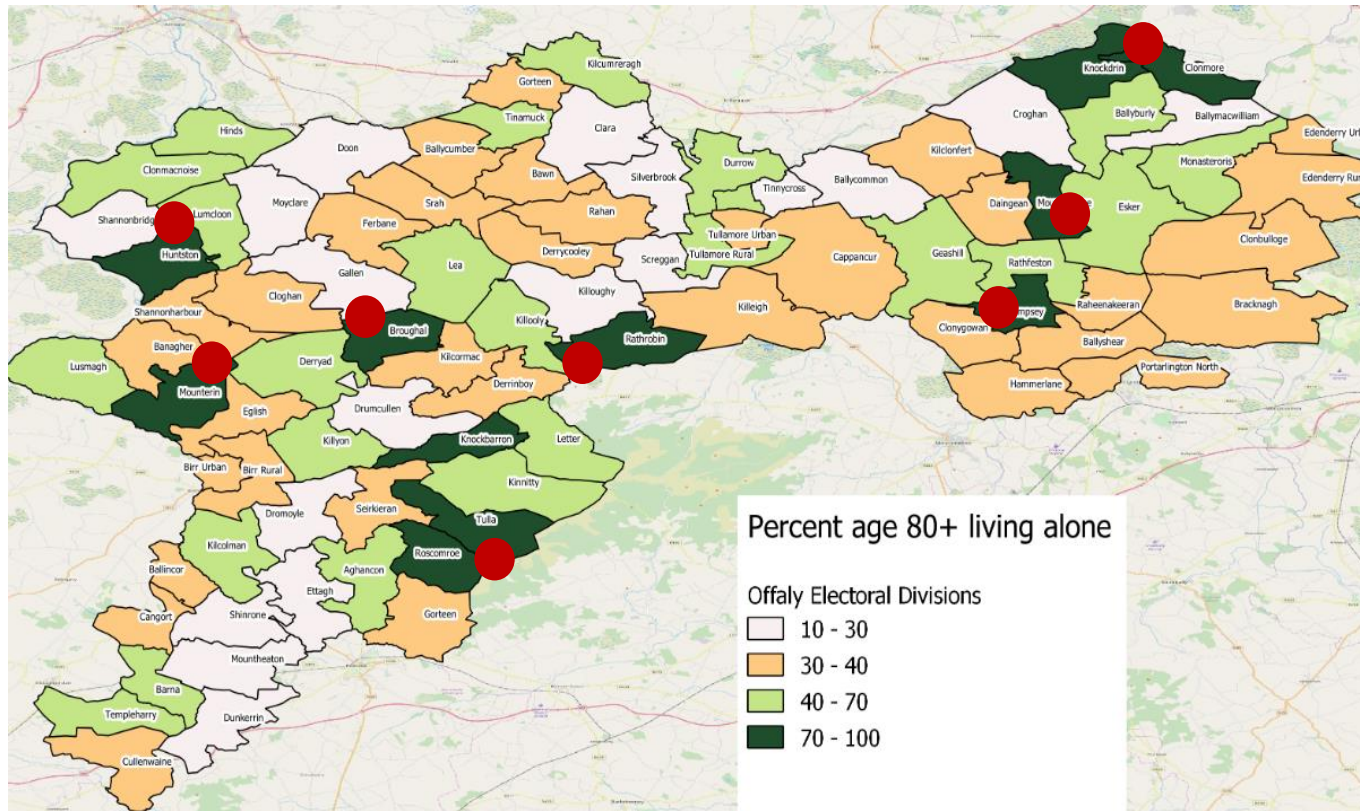 Kilcumreragh
Gorteen
Knockdrin
Clonmore
Tinamuck
Clara
Croghan
Ballyburly
Ballymacwilliam
Hinds
Doon
Ballycumber
Edenderry Urb
Kilclonfert
Monasteroris
Durrow
Clonmacnoise
Bawn
Silverbrook
Tinnycross
Ballycommon
Edenderry Rur
Moyclare
Srah
Rahan
Daingean
Esker
Shannonbridg
Lumcloon
Ferbane
Tullamore Urban
Clonbulloge
Huntston
Derrycooley
Tullamore Rural
Geashill
Screggan
Cappancur
Rathfeston
Gallen
Lea
Cloghan
Killoughy
Killeigh
Raheenakeeran
Bracknagh
Shannonharbour
Killooly
Rathrobin
Clonygowan
Broughal
Banagher
Ballyshear
Lusmagh
Derryad
Kilcormac
Portarlington North
Derrinboy
Hammerlane
Mounterin
Eglish
Drumcullen
Killyon
Knockbarron
Letter
Birr Urban
Birr Rural
Kinnitty
Seirkieran
Dromoyle
Tulla
Kilcolman
Roscomroe
Ballincor
Aghancon
Ettagh
Cangort
Shinrone
Gorteen
Mountheaton
Barna
Templeharry
Dunkerrin
Cullenwaine
Percent age 80+ living alone
Offaly Electoral Divisions
10 - 30
30 - 40
40 - 70
70 - 100